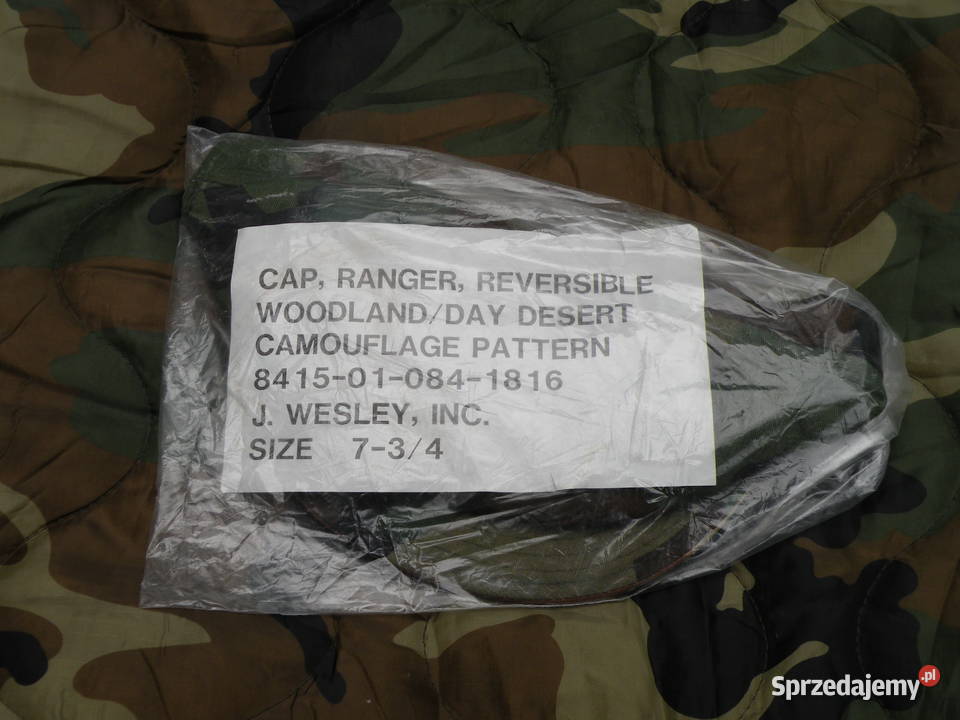 CAP, RANGER, REVERSIBLE
WOODLAND/DAY DESERT
CAMOUFLAGE PATTERN
8415-01-084-1816
J. WESLEY, INC.
SIZE 7-3/4
Sprzedajemy.pl